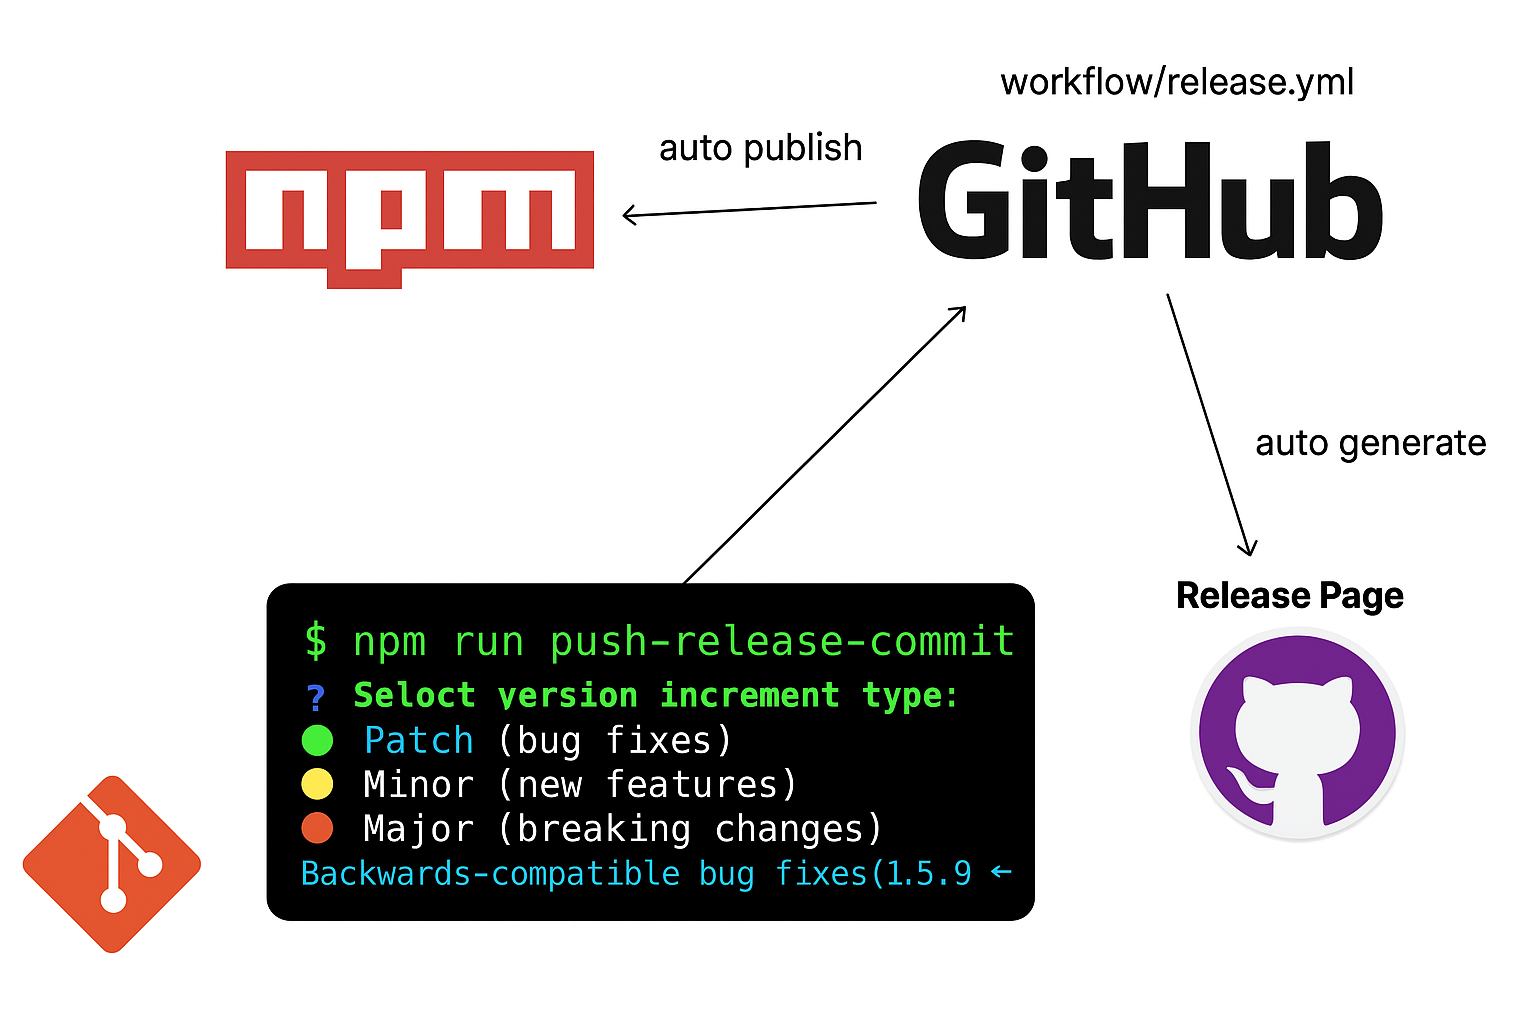 workflow/release.yml
auto publish
npm
GitHub
auto generate
Release Page
$ npm run push-release-commit
? Seloct version increment type:
Patch (bug fixes)
Minor (new features)
Major (breaking changes)
Backwards-compatible bug fixes(1.5.9 ←